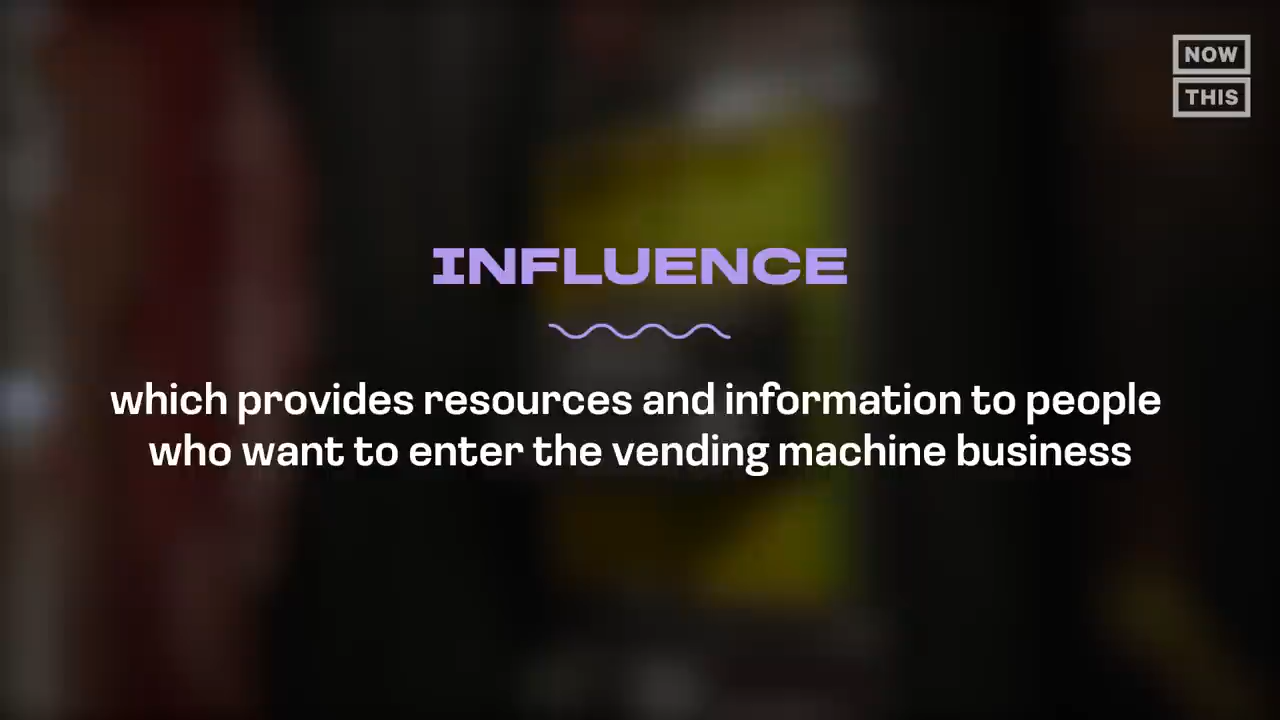 NOW
THIS
INFLUENCE
which provides resources and information to people
who want to enter the vending machine business